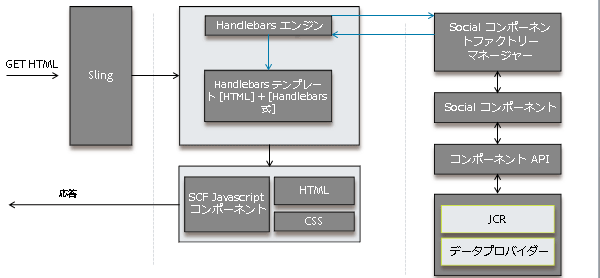 GET HTML
Sling
Handlebars エンジン
Handlebars テンプレー
ト [HTML] + [Handlebars
式]
Social コンポーネン
トファクトリー
マネージャー
Social コンポーネント
コンポーネント API
JCR
データプロバイダー
SCF Javascript
コンポーネント
HTML
CSS
応答